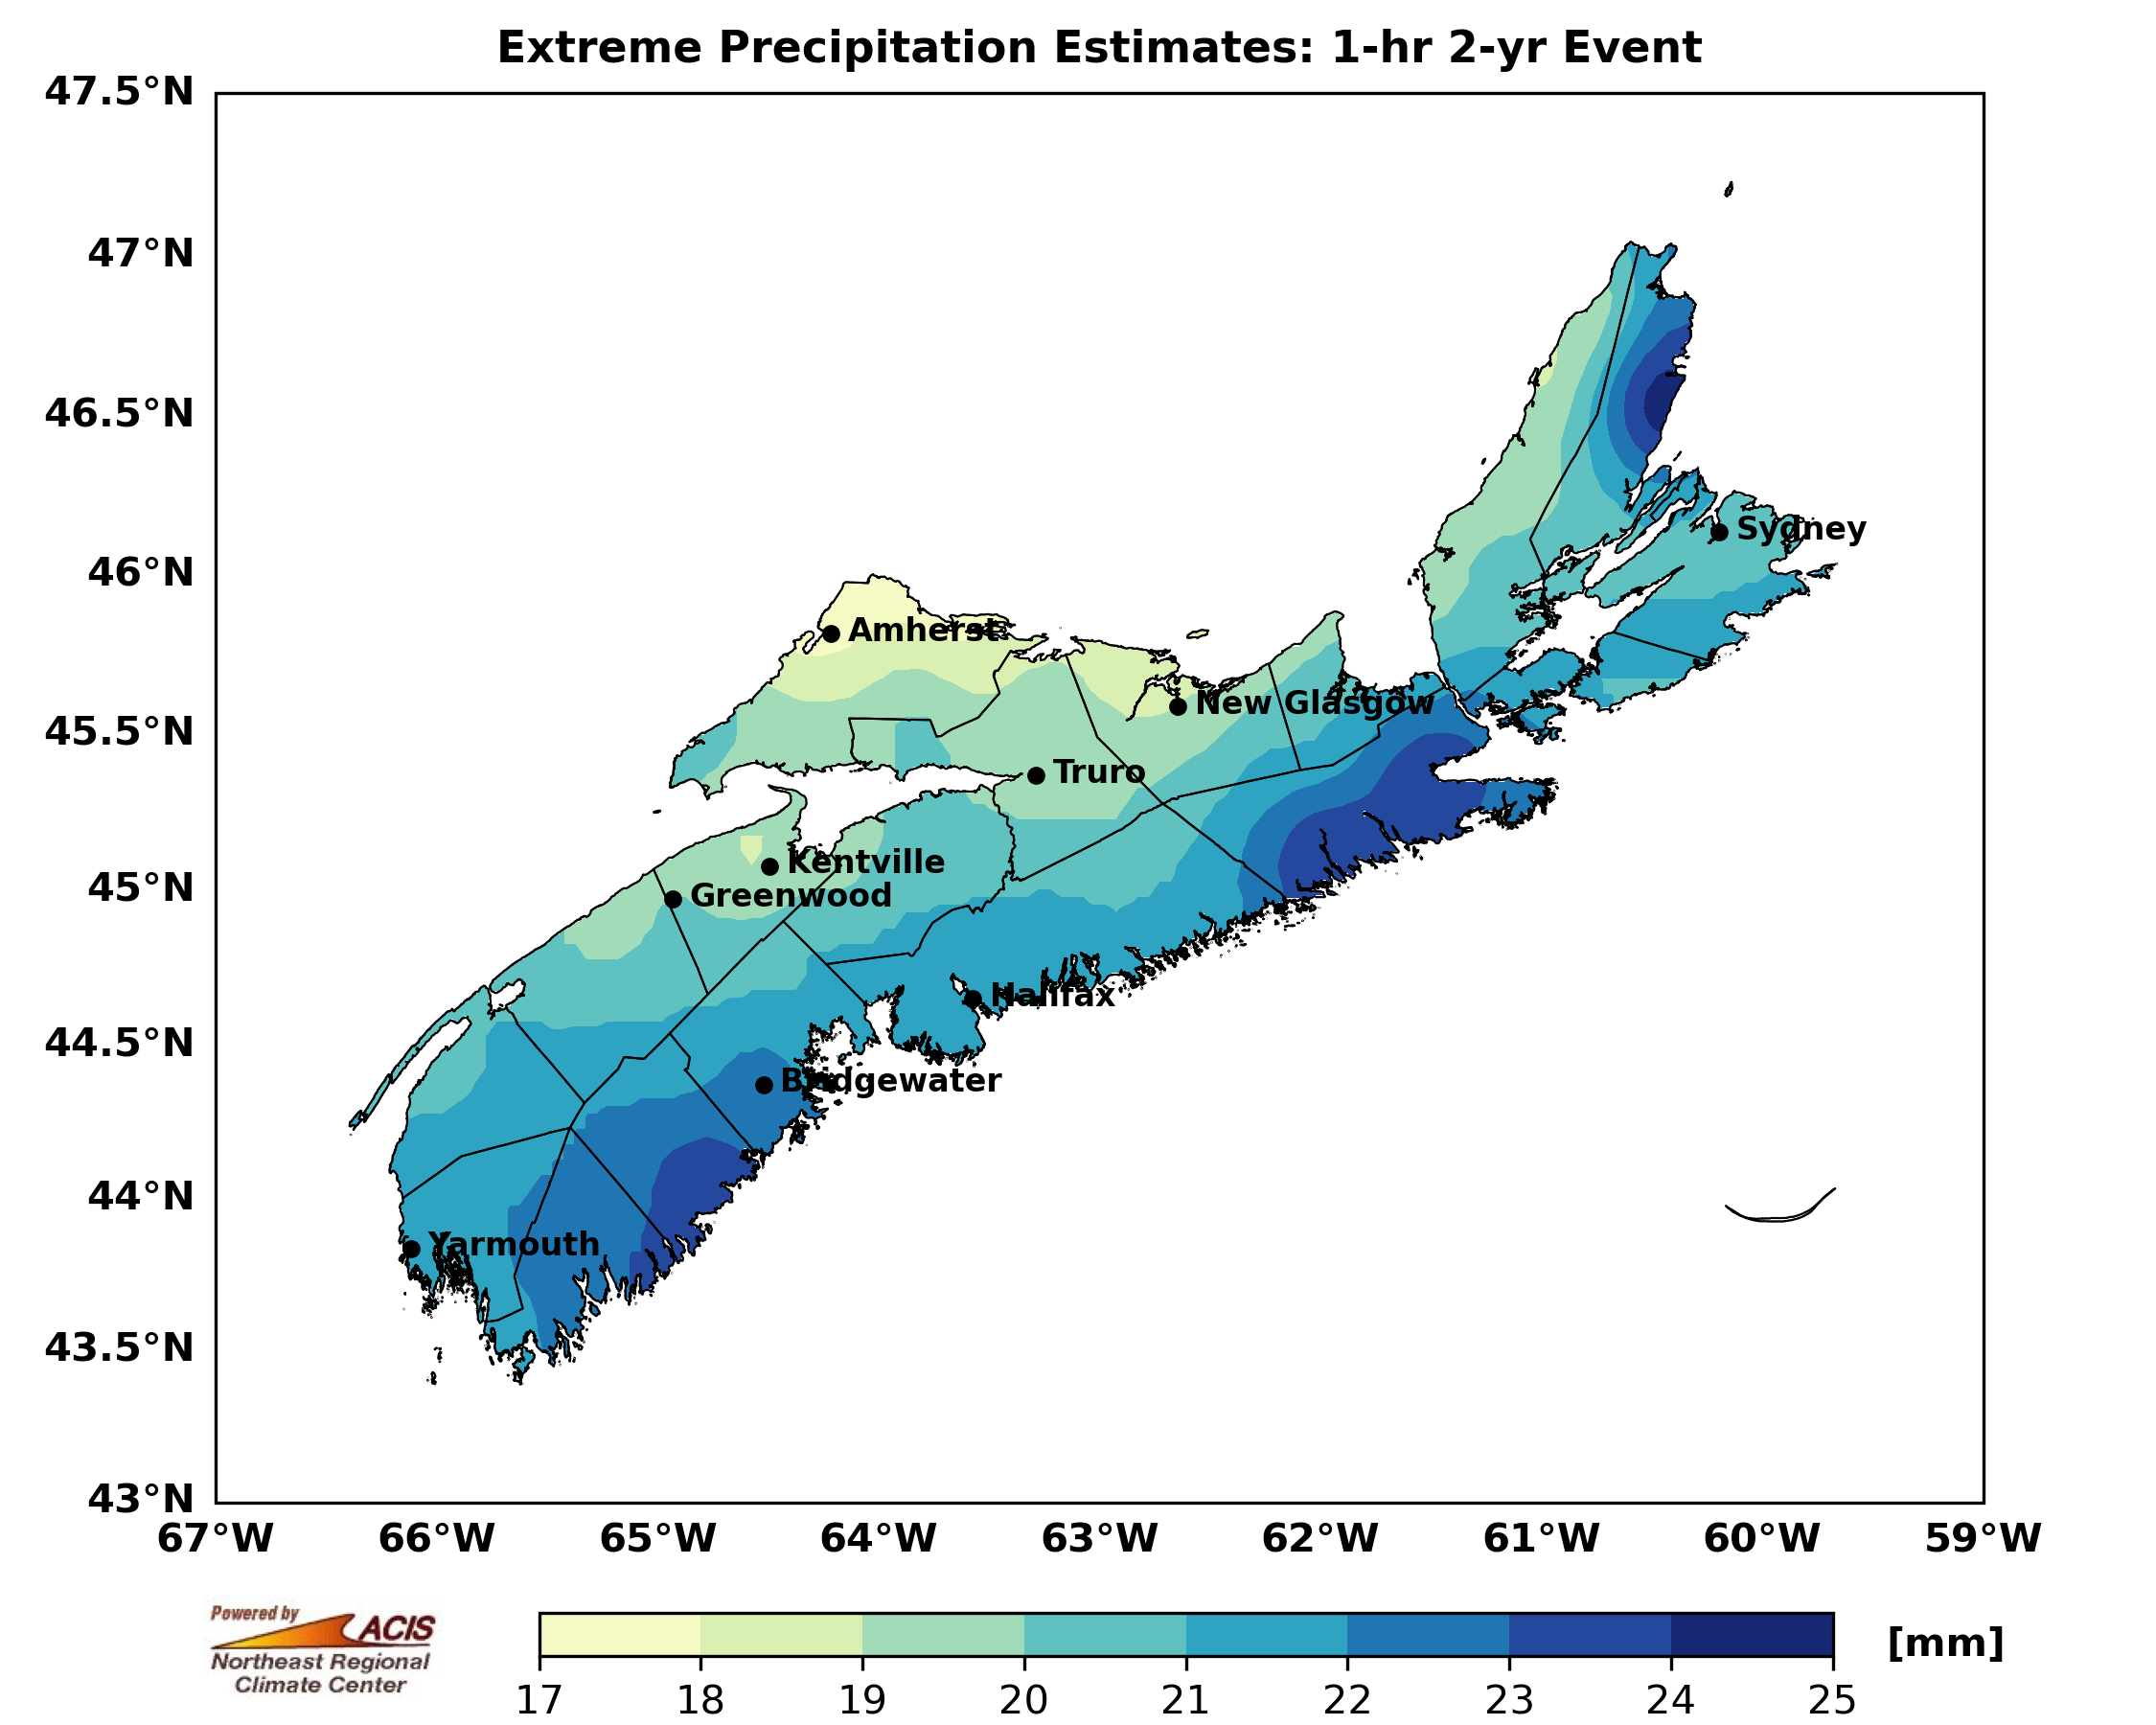 Extreme Precipitation Estimates: 1-hr 2-yr Event
47.5°N
47°N
46.5°N
46°N
45.5°N
45°N
44.5°N
44°N
43.5°N
43°N
Sydney
Amherst
New Glasgow
Truro
Kentville
Greenwood
Halifax
Bridgewater
Yarmouth
67°W 66°W 65°W 64°W 63°W 62°W 61°W 60°W 59°W
Powered by
ACIS
Northeast Regional
Climate Center
[mm]
17 18 19 20 21 22 23 24 25